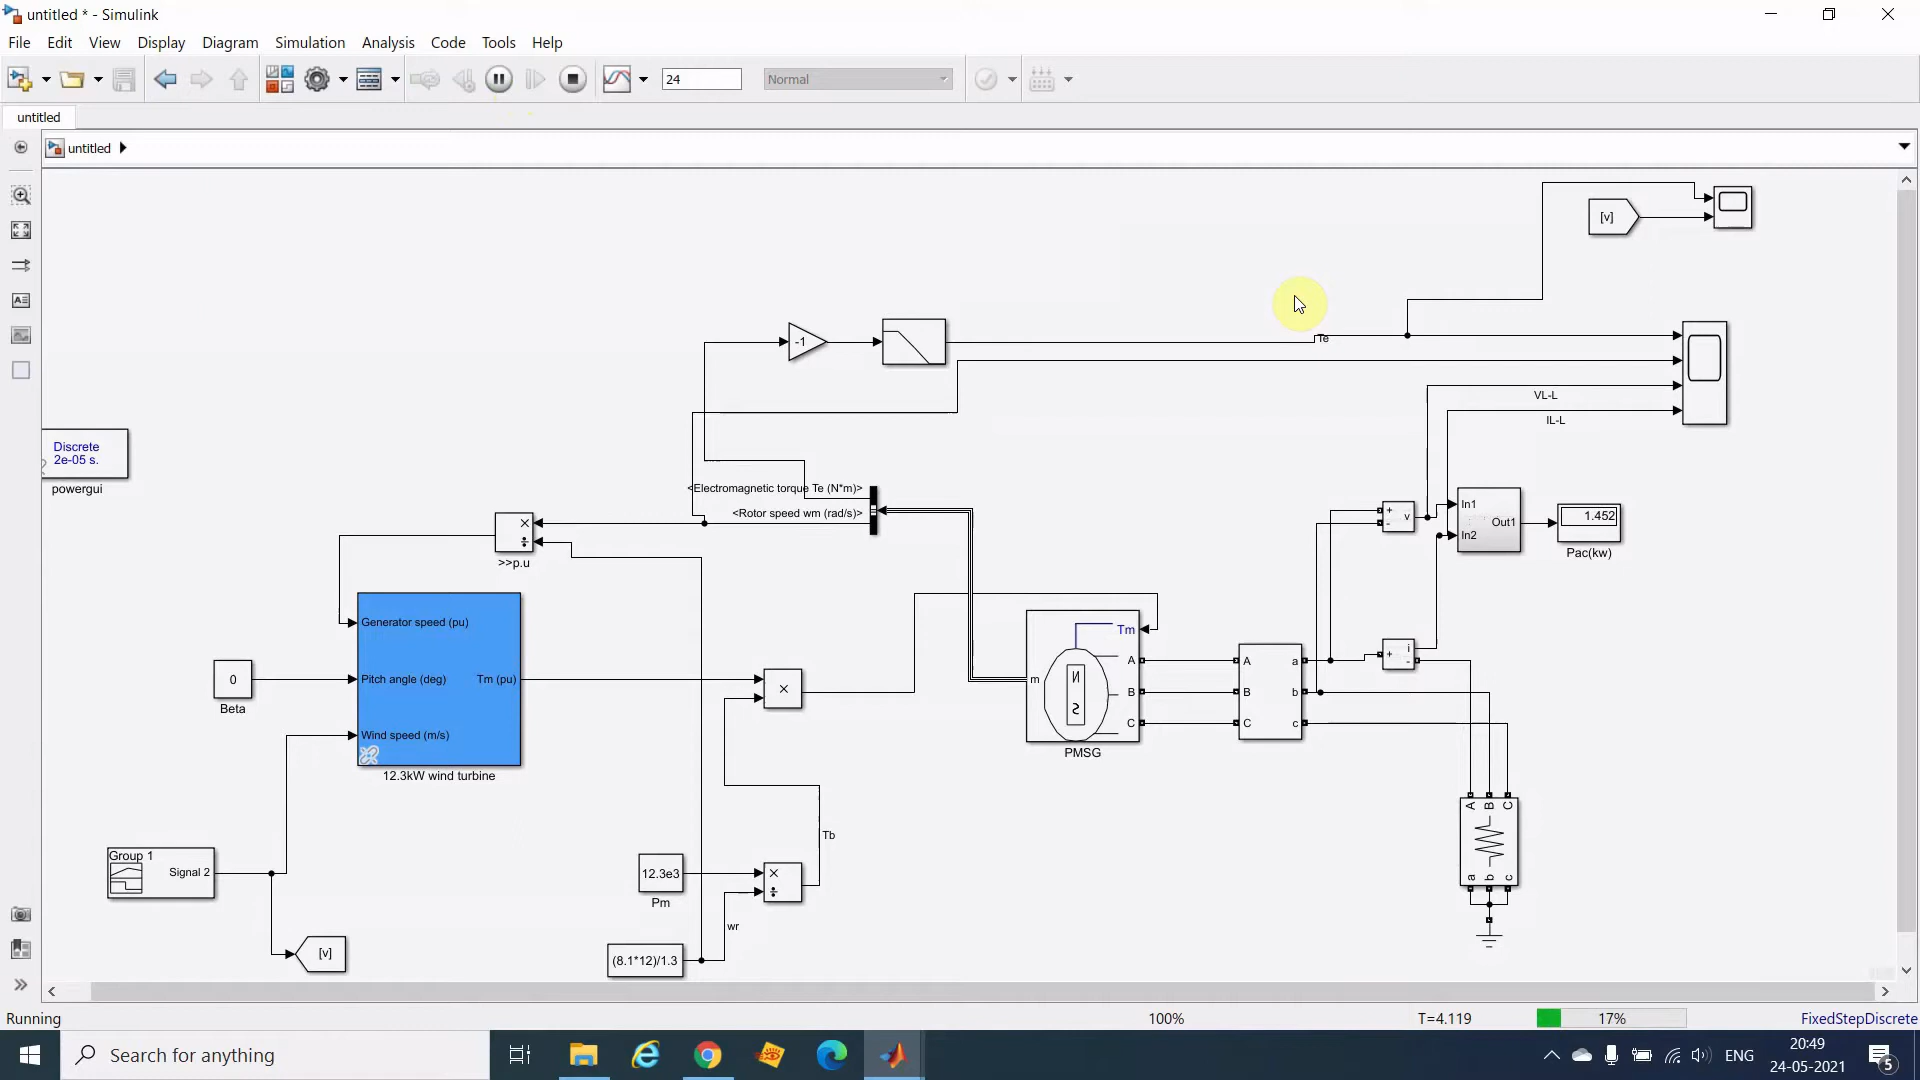 untitled * - Simulink
File Edit View Display Diagram Simulation Analysis Code Tools Help
24 Normal
untitled
untitled
[v]
-1
Te
VL-L
IL-L
Discrete
2e-05 s.
powergui
<Electromagnetic torque Te (N*m)>
<Rotor speed wm (rad/s)>
+
-
v
In1
In2
Out1
1.452
Pac(kw)
×
÷
>>p.u
Generator speed (pu)
Pitch angle (deg)
Wind speed (m/s)
Tm (pu)
12.3kW wind turbine
0
Beta
×
Tm
m
A
B
C
N
S
PMSG
A
B
C
a
b
c
+
i
-
A B C
a b c
Tb
Group 1
Signal 2
[v]
12.3e3
Pm
×
÷
wr
(8.1*12)/1.3
Running 100% T=4.119 17% FixedStepDiscrete
Search for anything
ENG
20:49
24-05-2021
5